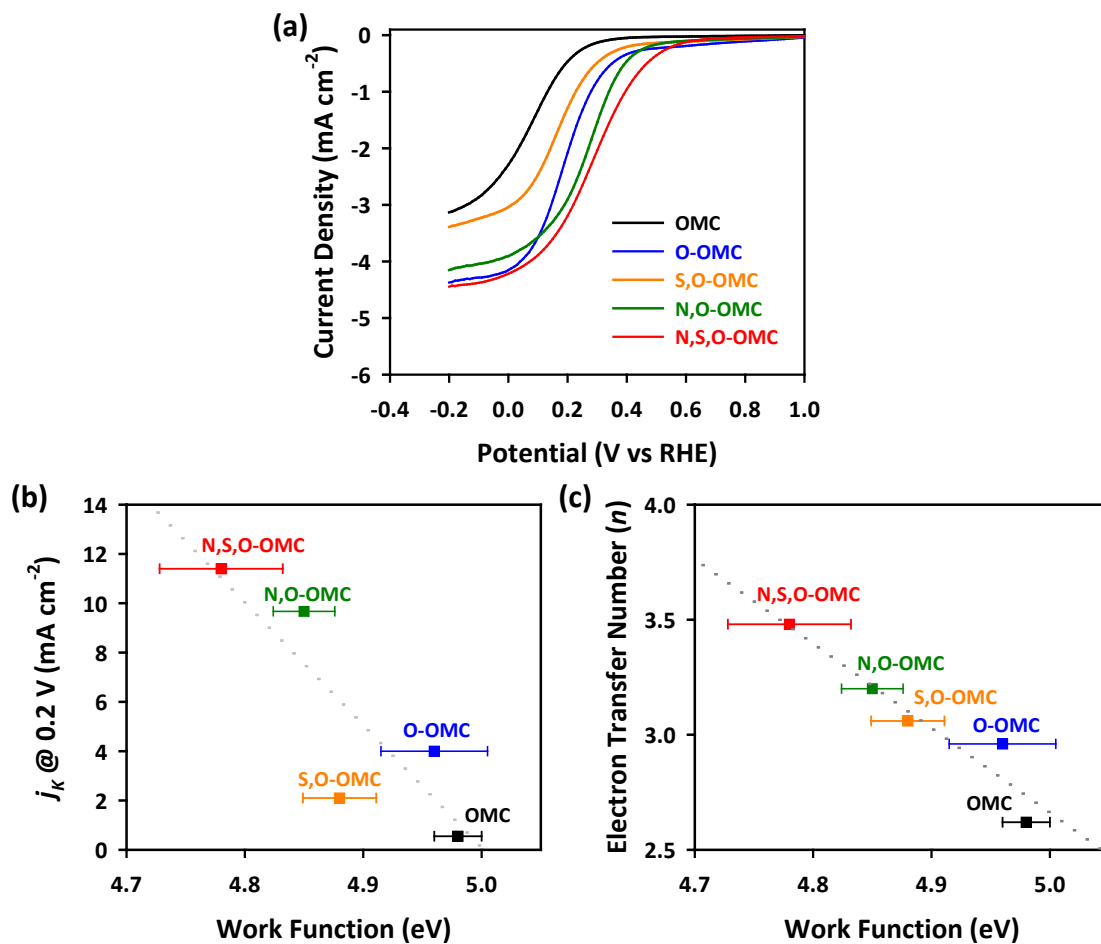 (a)
Current Density (mA cm⁻²)
0
-1
-2
-3
-4
-5
-6
OMC
O-OMC
S,O-OMC
N,O-OMC
N,S,O-OMC
-0.4 -0.2 0.0 0.2 0.4 0.6 0.8 1.0
Potential (V vs RHE)
(b)
j_K @ 0.2 V (mA cm⁻²)
14
12
10
8
6
4
2
0
N,S,O-OMC
N,O-OMC
O-OMC
S,O-OMC
OMC
4.7 4.8 4.9 5.0
Work Function (eV)
(c)
Electron Transfer Number (n)
4.0
3.5
3.0
2.5
N,S,O-OMC
N,O-OMC
S,O-OMC
O-OMC
OMC
4.7 4.8 4.9 5.0
Work Function (eV)